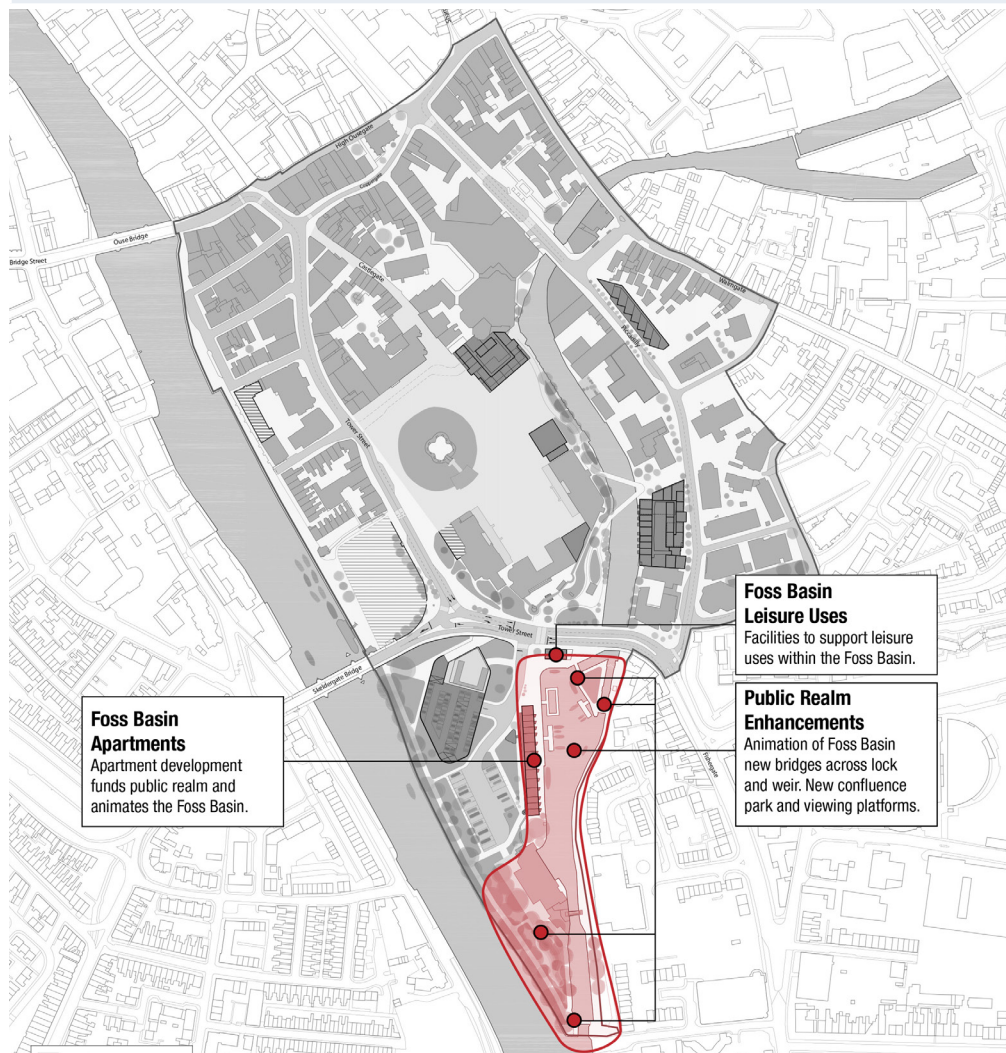 High Ousegate
Coppergate
Ouse Bridge
Bridge Street
Castlegate
Walmgate
Piccadilly
Tower Street
Tower Street
Skeldergate Bridge
Fishergate
Foss Basin
Leisure Uses
Facilities to support leisure
uses within the Foss Basin.
Public Realm
Enhancements
Animation of Foss Basin
new bridges across lock
and weir. New confluence
park and viewing platforms.
Foss Basin
Apartments
Apartment development
funds public realm and
animates the Foss Basin.